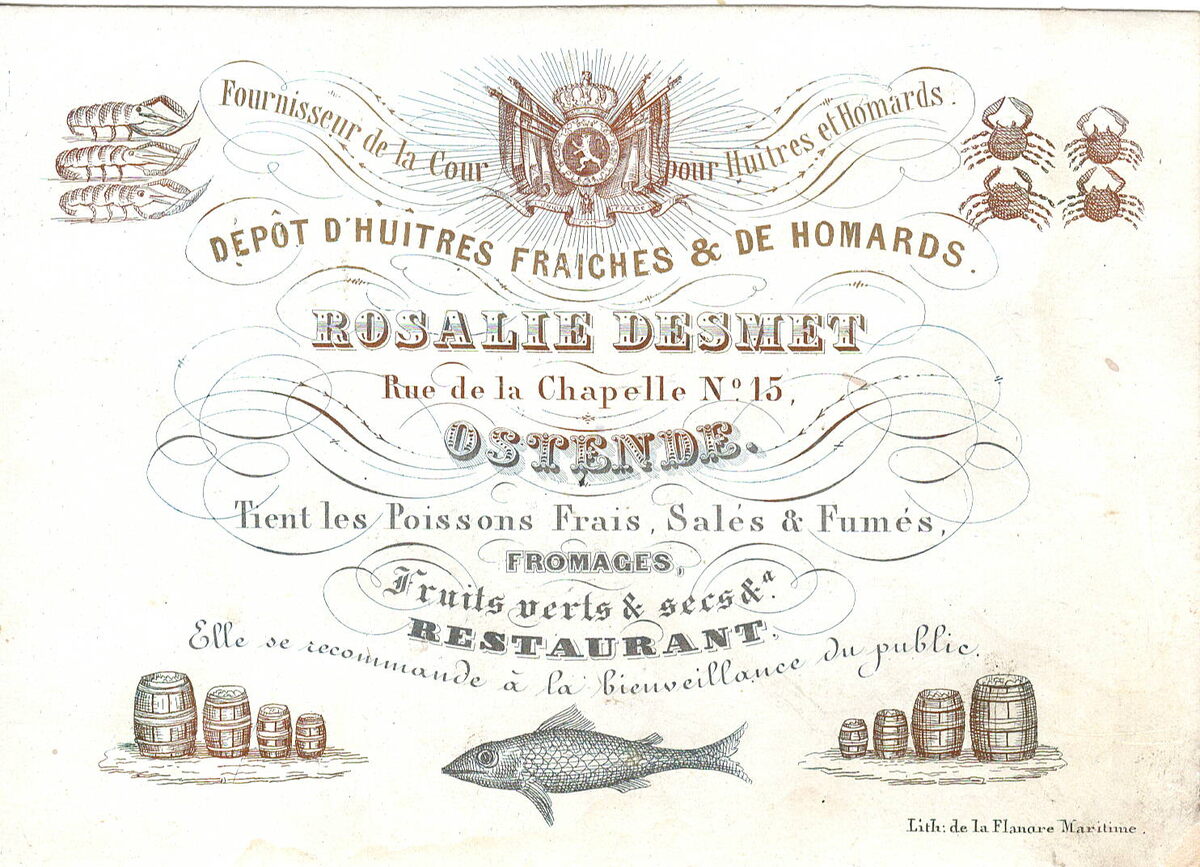 Fournisseur de la Cour pour Huîtres et Homards.
DÉPÔT D'HUÎTRES FRAICHES & DE HOMARDS.
ROSALIE DESMET
Rue de la Chapelle Nº 15,
OSTENDE.
Tient les Poissons Frais, Salés & Fumés,
FROMAGES,
Fruits verts & secs &ª.
RESTAURANT.
Elle se recommande à la bienveillance du public.
Lith: de la Flandre Maritime.